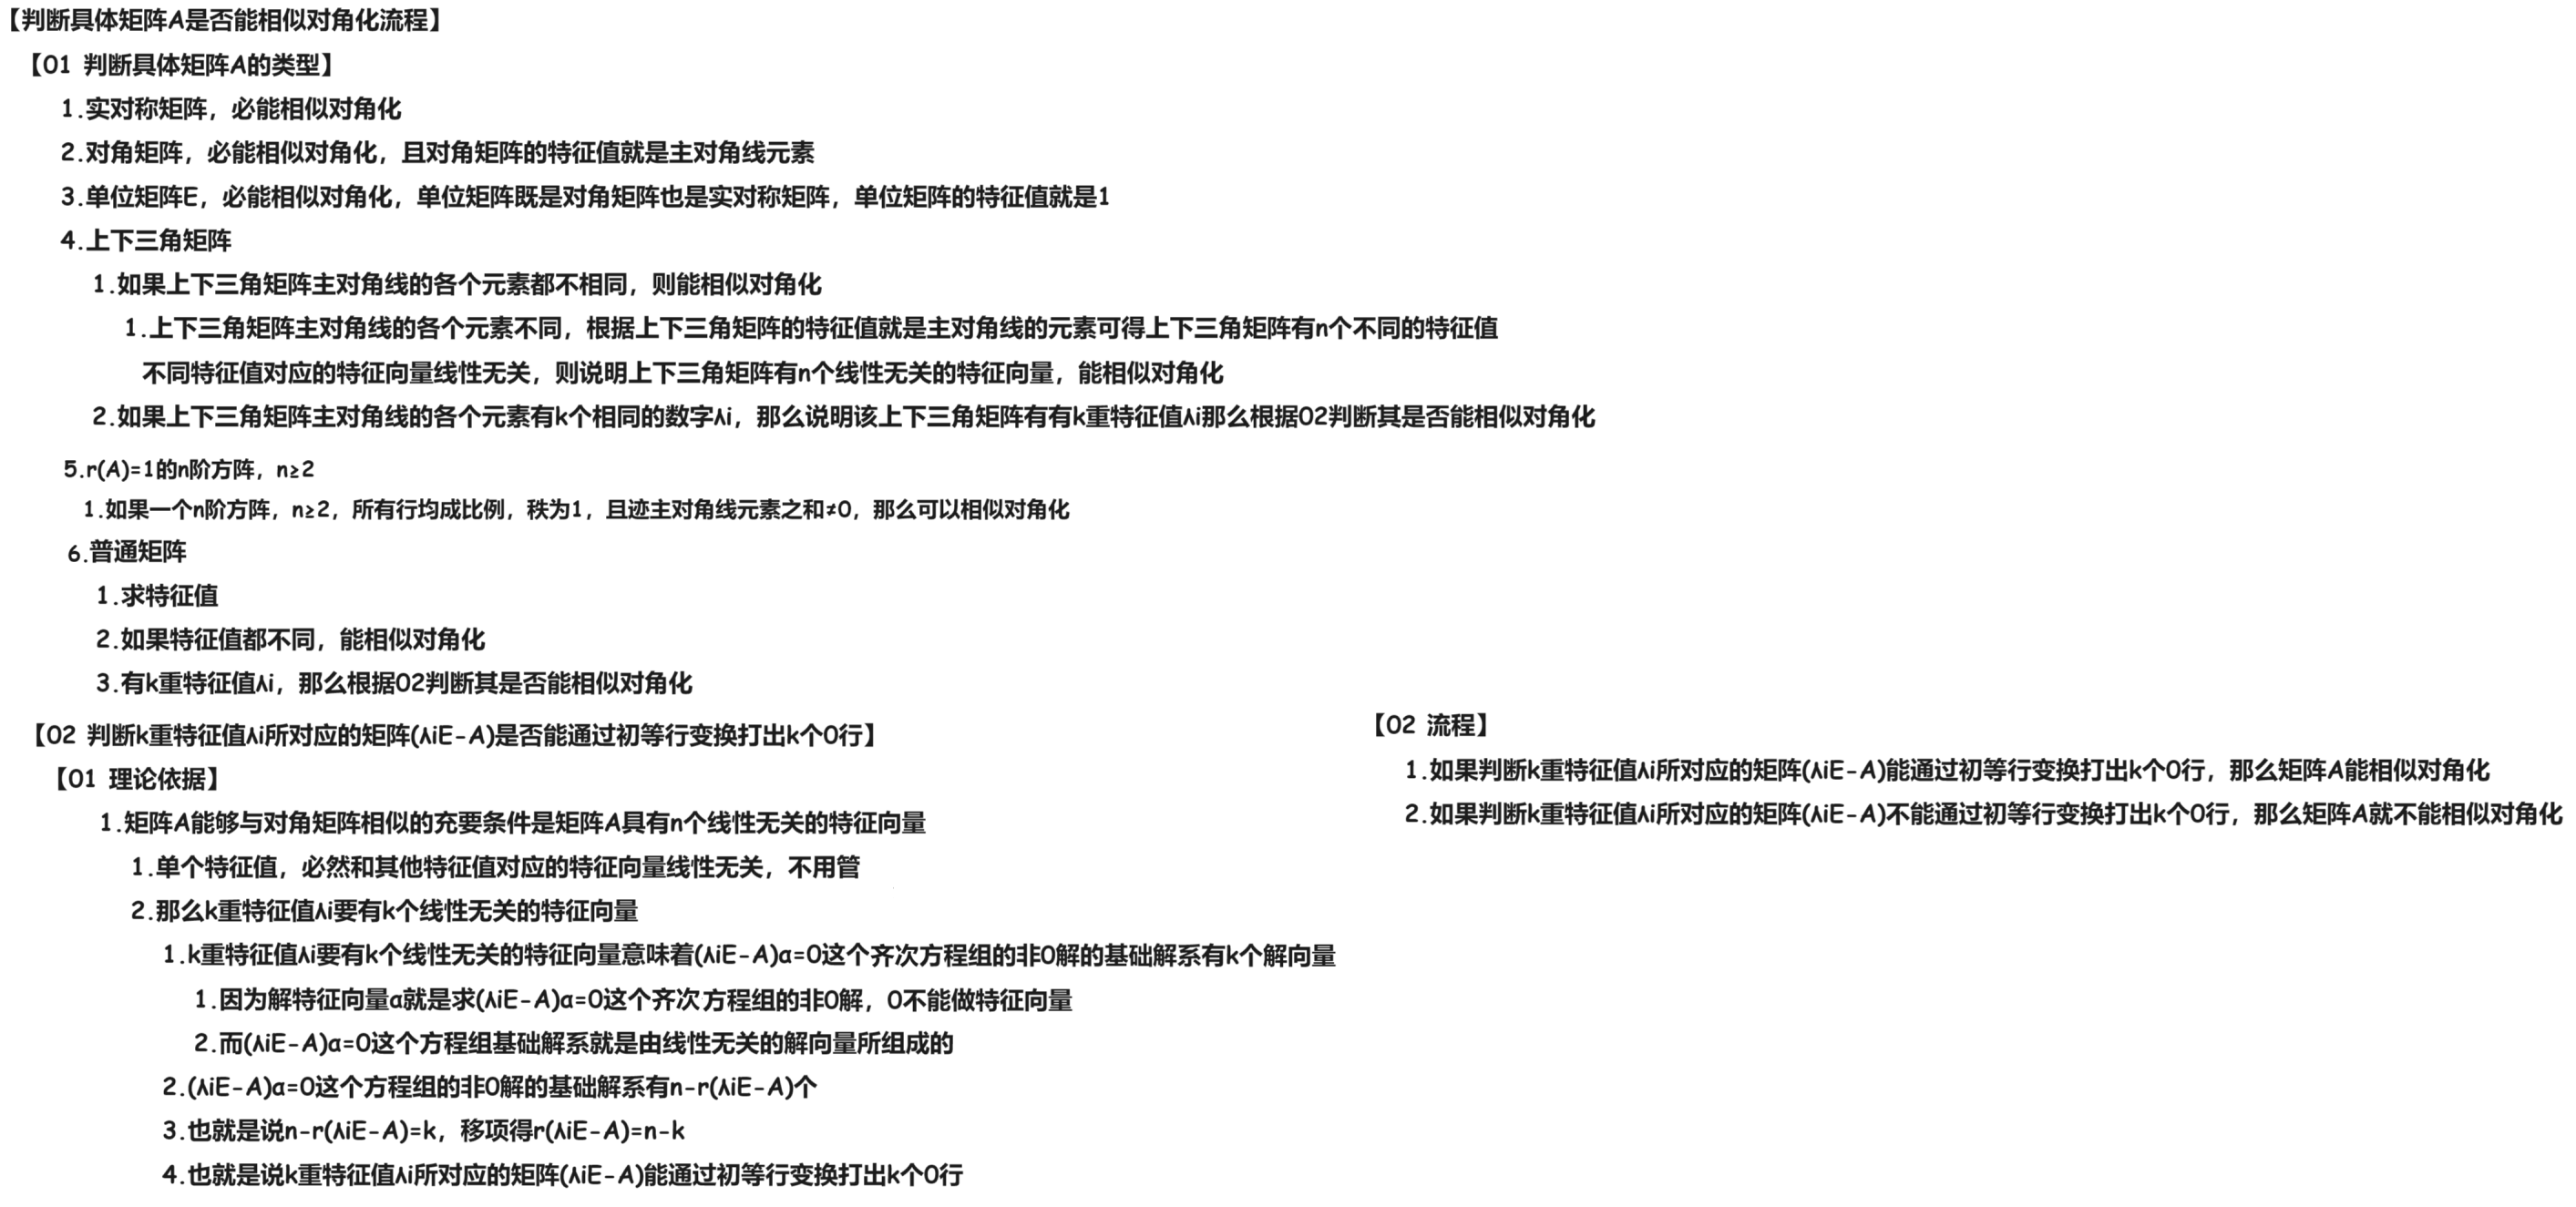 【判断具体矩阵A是否能相似对角化流程】
【01 判断具体矩阵A的类型】
1.实对称矩阵，必能相似对角化
2.对角矩阵，必能相似对角化，且对角矩阵的特征值就是主对角线元素
3.单位矩阵E，必能相似对角化，单位矩阵既是对角矩阵也是实对称矩阵，单位矩阵的特征值就是1
4.上下三角矩阵
1.如果上下三角矩阵主对角线的各个元素都不相同，则能相似对角化
1.上下三角矩阵主对角线的各个元素不同，根据上下三角矩阵的特征值就是主对角线的元素可得上下三角矩阵有n个不同的特征值
不同特征值对应的特征向量线性无关，则说明上下三角矩阵有n个线性无关的特征向量，能相似对角化
2.如果上下三角矩阵主对角线的各个元素有k个相同的数字λi，那么说明该上下三角矩阵有有k重特征值λi那么根据02判断其是否能相似对角化
5.r(A)=1的n阶方阵，n≥2
1.如果一个n阶方阵，n≥2，所有行均成比例，秩为1，且迹主对角线元素之和≠0，那么可以相似对角化
6.普通矩阵
1.求特征值
2.如果特征值都不同，能相似对角化
3.有k重特征值λi，那么根据02判断其是否能相似对角化
【02 判断k重特征值λi所对应的矩阵(λiE-A)是否能通过初等行变换打出k个0行】
【01 理论依据】
1.矩阵A能够与对角矩阵相似的充要条件是矩阵A具有n个线性无关的特征向量
1.单个特征值，必然和其他特征值对应的特征向量线性无关，不用管
2.那么k重特征值λi要有k个线性无关的特征向量
1.k重特征值λi要有k个线性无关的特征向量意味着(λiE-A)α=0这个齐次方程组的非0解的基础解系有k个解向量
1.因为解特征向量α就是求(λiE-A)α=0这个齐次方程组的非0解，0不能做特征向量
2.而(λiE-A)α=0这个方程组基础解系就是由线性无关的解向量所组成的
2.(λiE-A)α=0这个方程组的非0解的基础解系有n-r(λiE-A)个
3.也就是说n-r(λiE-A)=k，移项得r(λiE-A)=n-k
4.也就是说k重特征值λi所对应的矩阵(λiE-A)能通过初等行变换打出k个0行
【02 流程】
1.如果判断k重特征值λi所对应的矩阵(λiE-A)能通过初等行变换打出k个0行，那么矩阵A能相似对角化
2.如果判断k重特征值λi所对应的矩阵(λiE-A)不能通过初等行变换打出k个0行，那么矩阵A就不能相似对角化